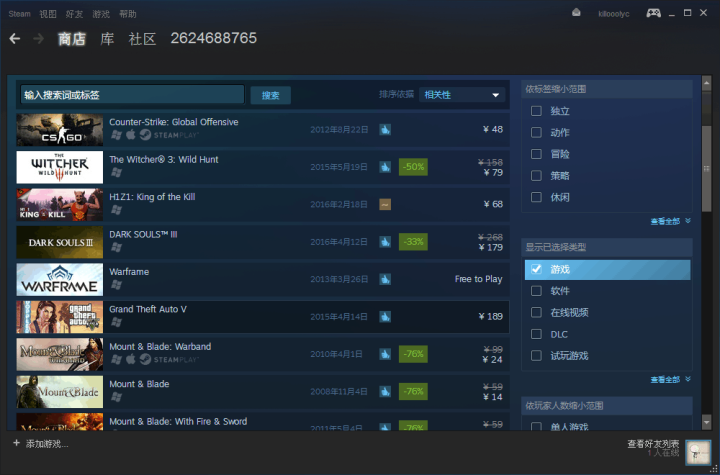 Steam 视图 好友 游戏 帮助
killooolyc
商店 库 社区 2624688765
输入搜索词或标签 搜索 排序依据 相关性
CS GO Counter-Strike: Global Offensive
STEAMPLAY 2012年8月22日 ¥ 48
THE WITCHER WILD HUNT The Witcher® 3: Wild Hunt
2015年5月19日 -50% ¥ 158
¥ 79
KING & KILL H1Z1: King of the Kill
2016年2月18日 ¥ 68
DARK SOULS III DARK SOULS™ III
2016年4月12日 -33% ¥ 268
¥ 179
WARFRAME Warframe
2013年3月26日 Free to Play
grand theft auto Grand Theft Auto V
2015年4月14日 ¥ 189
Mount & Blade Mount & Blade: Warband
STEAMPLAY 2010年4月1日 -76% ¥ 99
¥ 24
Mount & Blade Mount & Blade
2008年11月4日 -76% ¥ 59
¥ 14
Mount & Blade Mount & Blade: With Fire & Sword
2011年5月4日 -76% ¥ 59
依标签缩小范围
独立
动作
冒险
策略
休闲
查看全部
显示已选择类型
游戏
软件
在线视频
DLC
试玩游戏
查看全部
依玩家人数缩小范围
单人游戏
+ 添加游戏...
查看好友列表
1 人在线